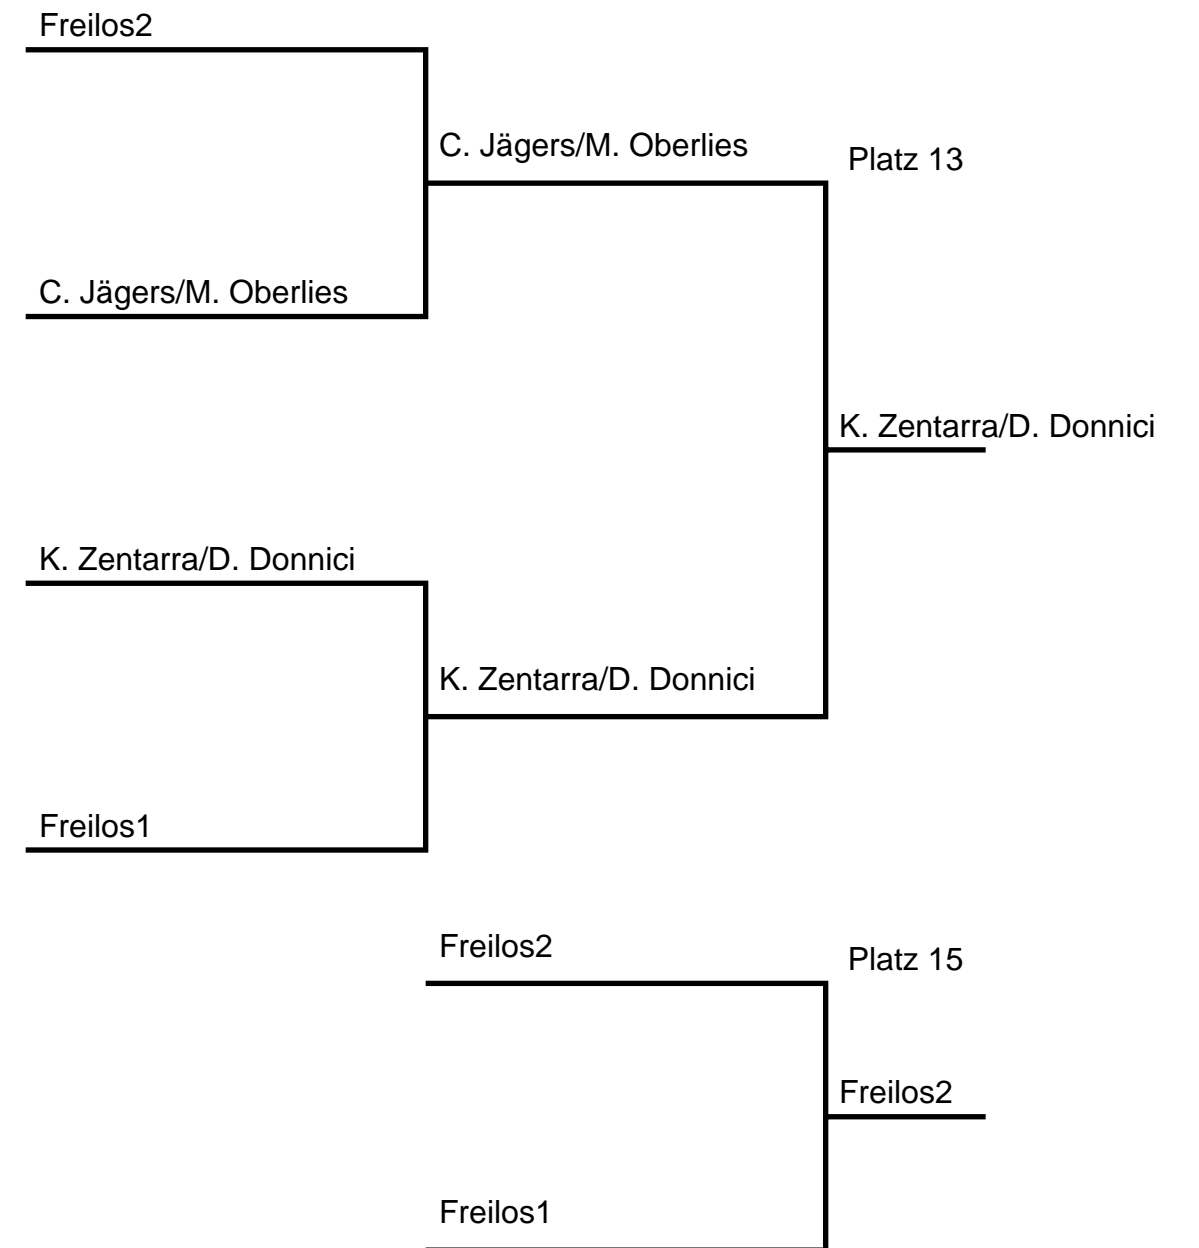 Freilos2
C. Jägers/M. Oberlies
Platz 13
C. Jägers/M. Oberlies
K. Zentarra/D. Donnici
K. Zentarra/D. Donnici
K. Zentarra/D. Donnici
Freilos1
Freilos2
Platz 15
Freilos2
Freilos1